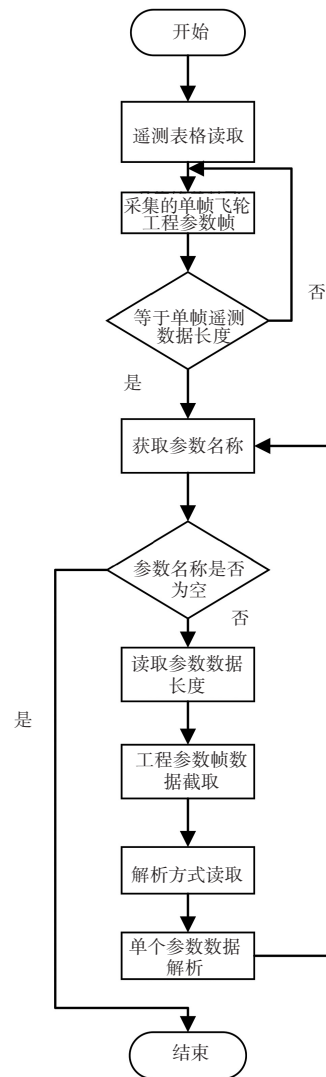 开始
遥测表格读取
采集的单帧飞轮
工程参数帧
否
等于单帧遥测
数据长度
是
获取参数名称
参数名称是否
为空
否
读取参数数据
长度
是
工程参数帧数
据截取
解析方式读取
单个参数数据
解析
结束